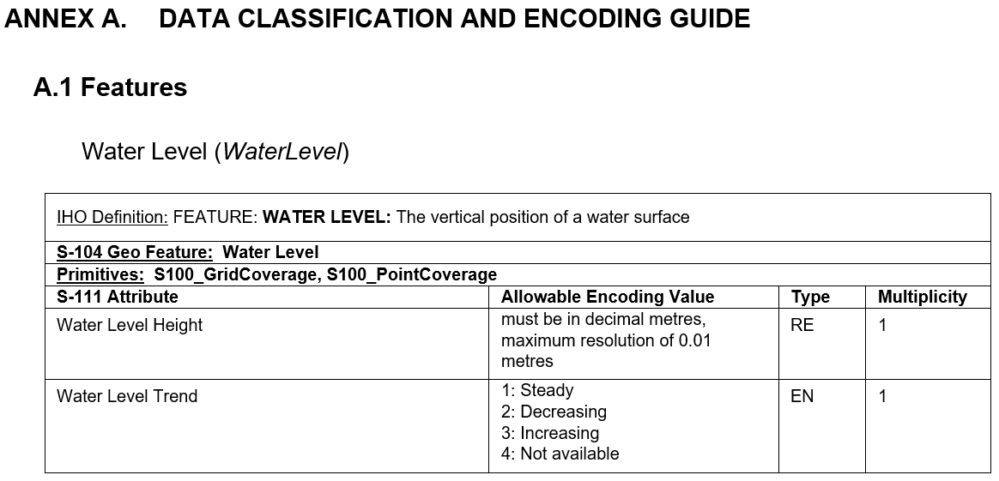 ANNEX A. DATA CLASSIFICATION AND ENCODING GUIDE
A.1 Features
Water Level (WaterLevel)
IHO Definition: FEATURE: WATER LEVEL: The vertical position of a water surface
S-104 Geo Feature: Water Level
Primitives: S100_GridCoverage, S100_PointCoverage
S-111 Attribute Allowable Encoding Value Type Multiplicity
Water Level Height must be in decimal metres, RE 1
maximum resolution of 0.01
metres
Water Level Trend 1: Steady EN 1
2: Decreasing
3: Increasing
4: Not available